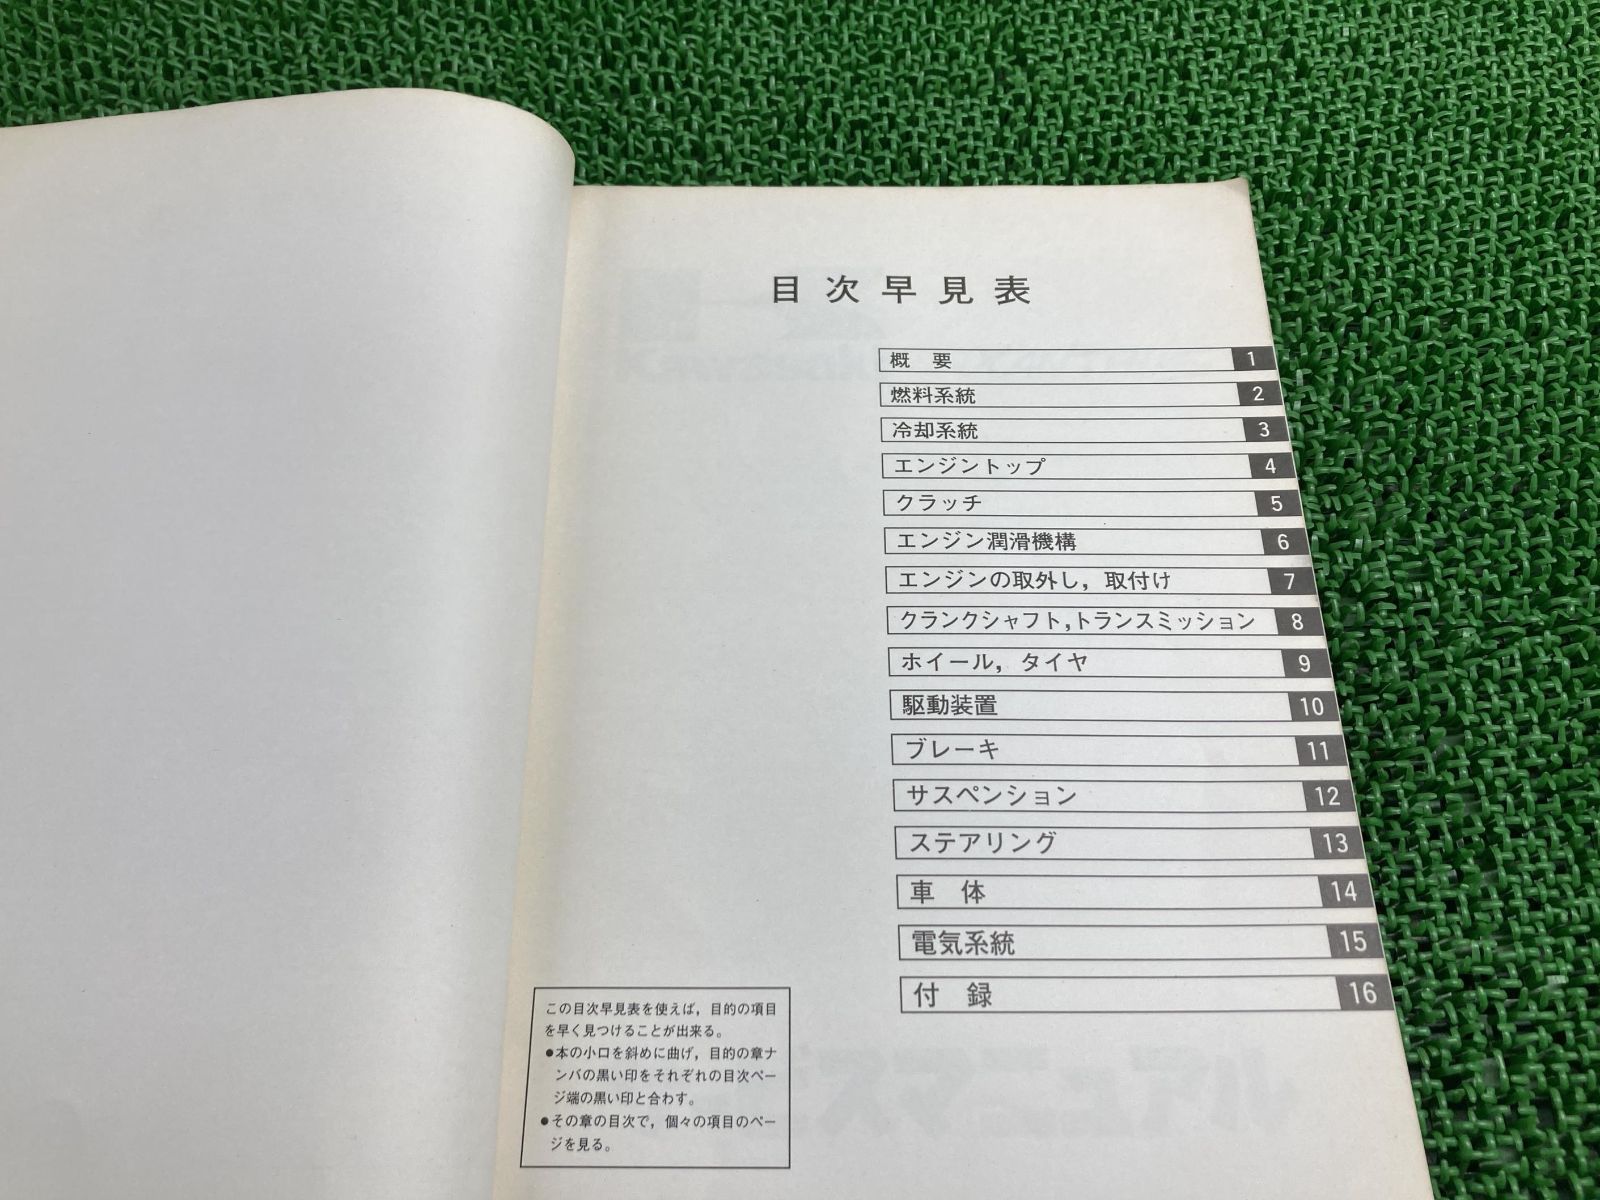 目次早見表
概要 1
燃料系統 2
冷却系統 3
エンジントップ 4
クラッチ 5
エンジン潤滑機構 6
エンジンの取外し，取付け 7
クランクシャフト,トランスミッション 8
ホイール，タイヤ 9
駆動装置 10
ブレーキ 11
サスペンション 12
ステアリング 13
車体 14
電気系統 15
付録 16
この目次早見表を使えば，目的の項目
を早く見つけることが出来る。
●本の小口を斜めに曲げ，目的の章ナ
ンバの黒い印をそれぞれの目次ペー
ジ端の黒い印と合わす。
●その章の目次で，個々の項目のペー
ジを見る。